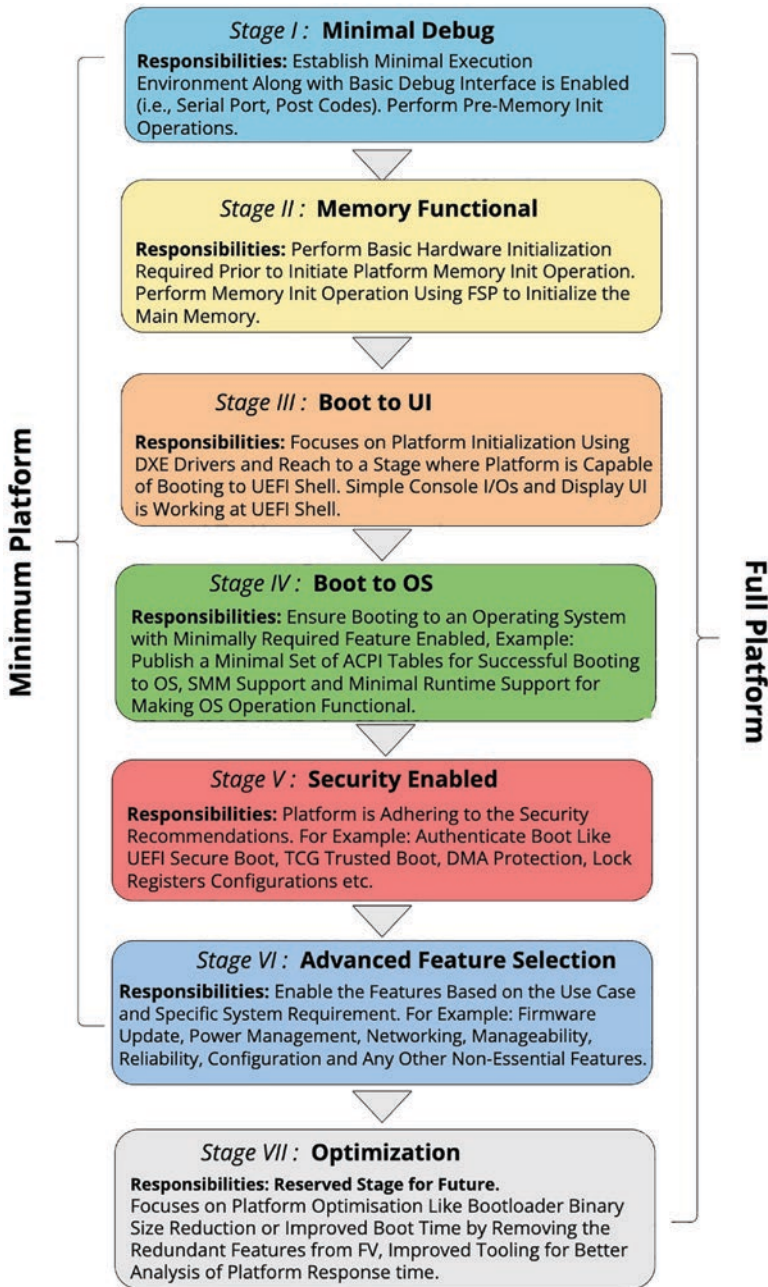 Stage I : Minimal Debug
Responsibilities: Establish Minimal Execution
Environment Along with Basic Debug Interface is Enabled
(i.e., Serial Port, Post Codes). Perform Pre-Memory Init
Operations.
Stage II : Memory Functional
Responsibilities: Perform Basic Hardware Initialization
Required Prior to Initiate Platform Memory Init Operation.
Perform Memory Init Operation Using FSP to Initialize the
Main Memory.
Stage III : Boot to UI
Responsibilities: Focuses on Platform Initialization Using
DXE Drivers and Reach to a Stage where Platform is Capable
of Booting to UEFI Shell. Simple Console I/Os and Display UI
is Working at UEFI Shell.
Minimum Platform
Full Platform
Stage IV : Boot to OS
Responsibilities: Ensure Booting to an Operating System
with Minimally Required Feature Enabled, Example:
Publish a Minimal Set of ACPI Tables for Successful Booting
to OS, SMM Support and Minimal Runtime Support for
Making OS Operation Functional.
Stage V : Security Enabled
Responsibilities: Platform is Adhering to the Security
Recommendations. For Example: Authenticate Boot Like
UEFI Secure Boot, TCG Trusted Boot, DMA Protection, Lock
Registers Configurations etc.
Stage VI : Advanced Feature Selection
Responsibilities: Enable the Features Based on the Use Case
and Specific System Requirement. For Example: Firmware
Update, Power Management, Networking, Manageability,
Reliability, Configuration and Any Other Non-Essential Features.
Stage VII : Optimization
Responsibilities: Reserved Stage for Future.
Focuses on Platform Optimisation Like Bootloader Binary
Size Reduction or Improved Boot Time by Removing the
Redundant Features from FV, Improved Tooling for Better
Analysis of Platform Response time.